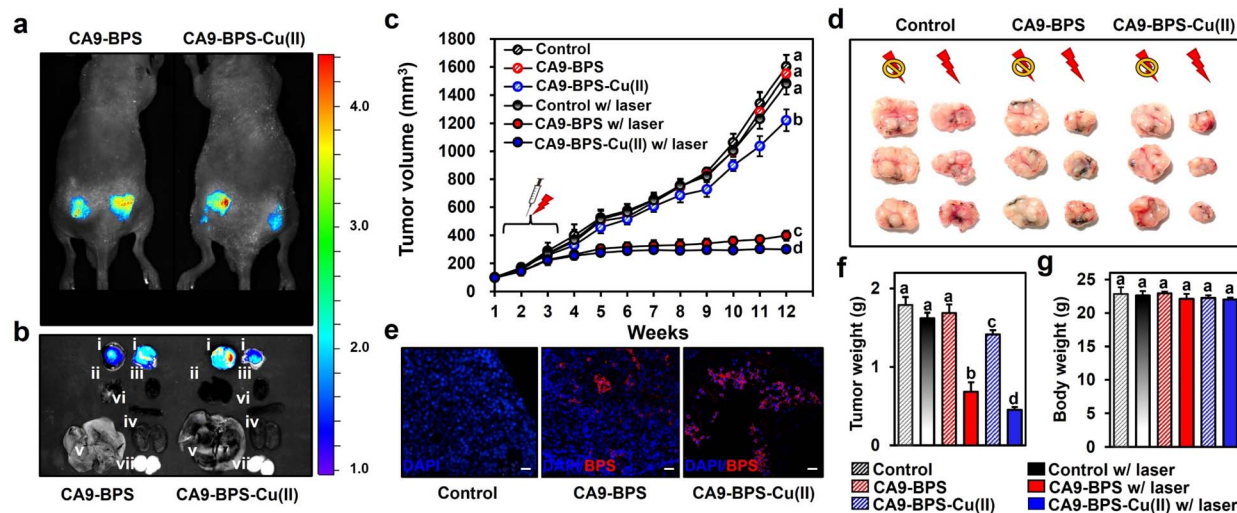 a
CA9-BPS CA9-BPS-Cu(II)
4.0
3.0
2.0
1.0
b
i i i i
ii iii ii iii
vi vi
iv iv
v vii v vii
CA9-BPS CA9-BPS-Cu(II)
c
Tumor volume (mm³)
1800
1600
1400
1200
1000
800
600
400
200
0
Control
CA9-BPS
CA9-BPS-Cu(II)
Control w/ laser
CA9-BPS w/ laser
CA9-BPS-Cu(II) w/ laser
a
a
a
b
c
d
1 2 3 4 5 6 7 8 9 10 11 12
Weeks
d
Control CA9-BPS CA9-BPS-Cu(II)
e
DAPI DAPI/BPS DAPI/BPS
Control CA9-BPS CA9-BPS-Cu(II)
f
Tumor weight (g)
2
1
0
a a a b c d
g
Body weight (g)
25
20
15
10
5
0
a a a a a a
Control Control w/ laser
CA9-BPS CA9-BPS w/ laser
CA9-BPS-Cu(II) CA9-BPS-Cu(II) w/ laser